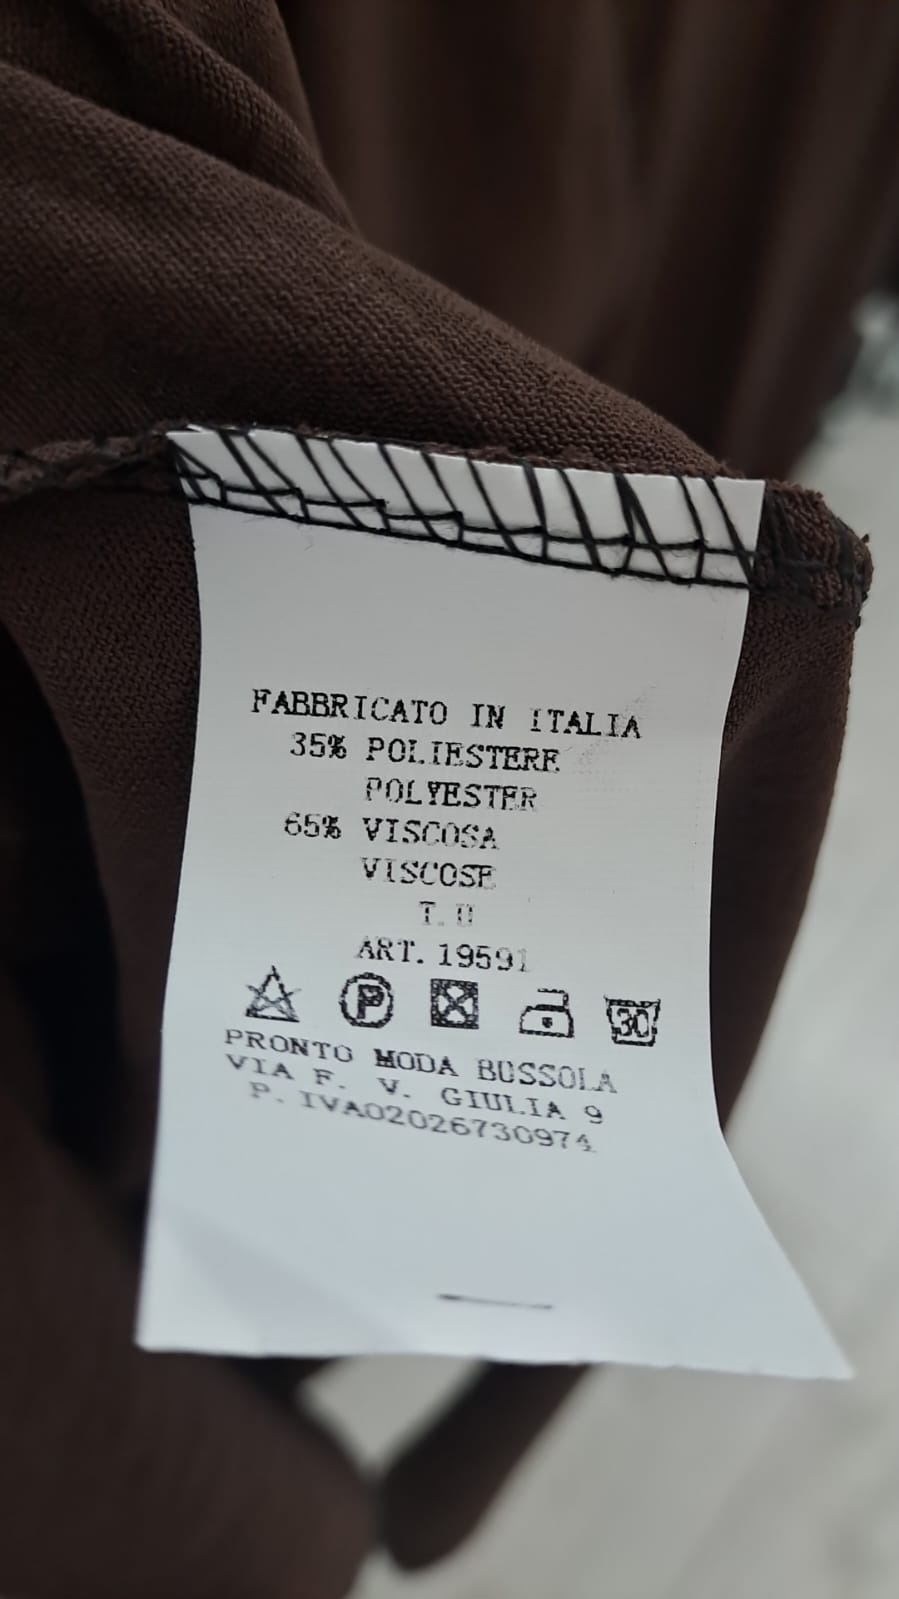 FABBRICATO IN ITALIA
35% POLIESTERE
POLYESTER
65% VISCOSA
VISCOSE
T. U
ART. 19591
P 30
PRONTO MODA BUSSOLA
VIA F. V. GIULIA 9
P. IVA02026730974